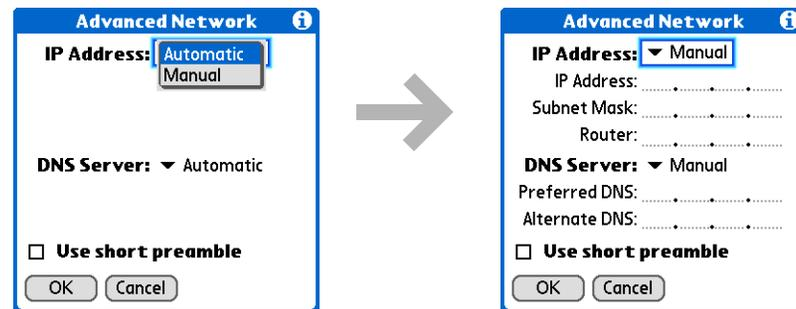 Advanced Network
IP Address: Automatic
Manual
DNS Server: Automatic
Use short preamble
OK Cancel
Advanced Network
IP Address: Manual
IP Address:
Subnet Mask:
Router:
DNS Server: Manual
Preferred DNS:
Alternate DNS:
Use short preamble
OK Cancel